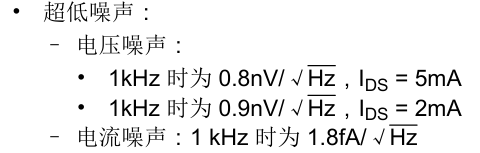 • 超低噪声：
– 电压噪声：
• 1kHz 时为 0.8nV/√Hz，IDS = 5mA
• 1kHz 时为 0.9nV/√Hz，IDS = 2mA
– 电流噪声：1 kHz 时为 1.8fA/√Hz